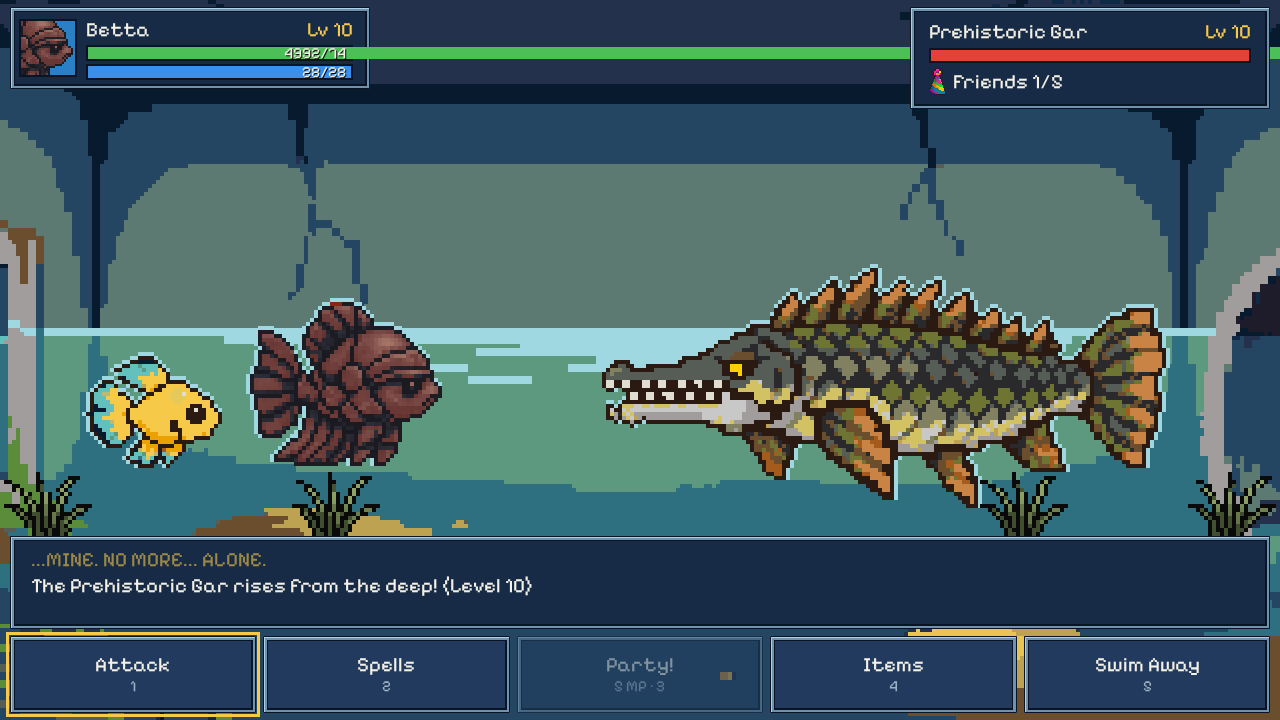 Betta
Lv 10
4992/74
28/28
Prehistoric Gar
Lv 10
Friends 1/5
...MINE. NO MORE... ALONE.
The Prehistoric Gar rises from the deep! (Level 10)
Attack
1
Spells
2
Party!
5 MP · 3
Items
4
Swim Away
5